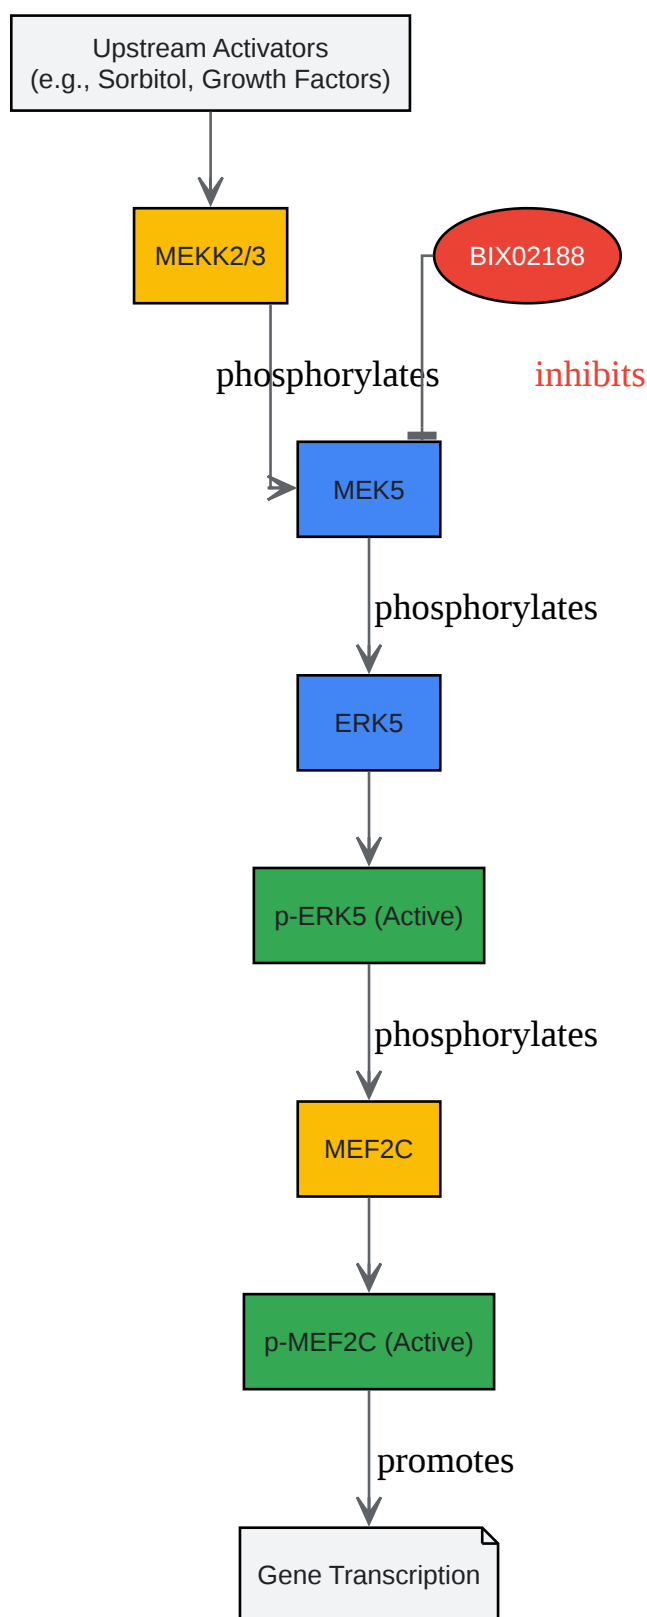 Upstream Activators
(e.g., Sorbitol, Growth Factors)
MEKK2/3
BIX02188
phosphorylates
inhibits
MEK5
phosphorylates
ERK5
p-ERK5 (Active)
phosphorylates
MEF2C
p-MEF2C (Active)
promotes
Gene Transcription